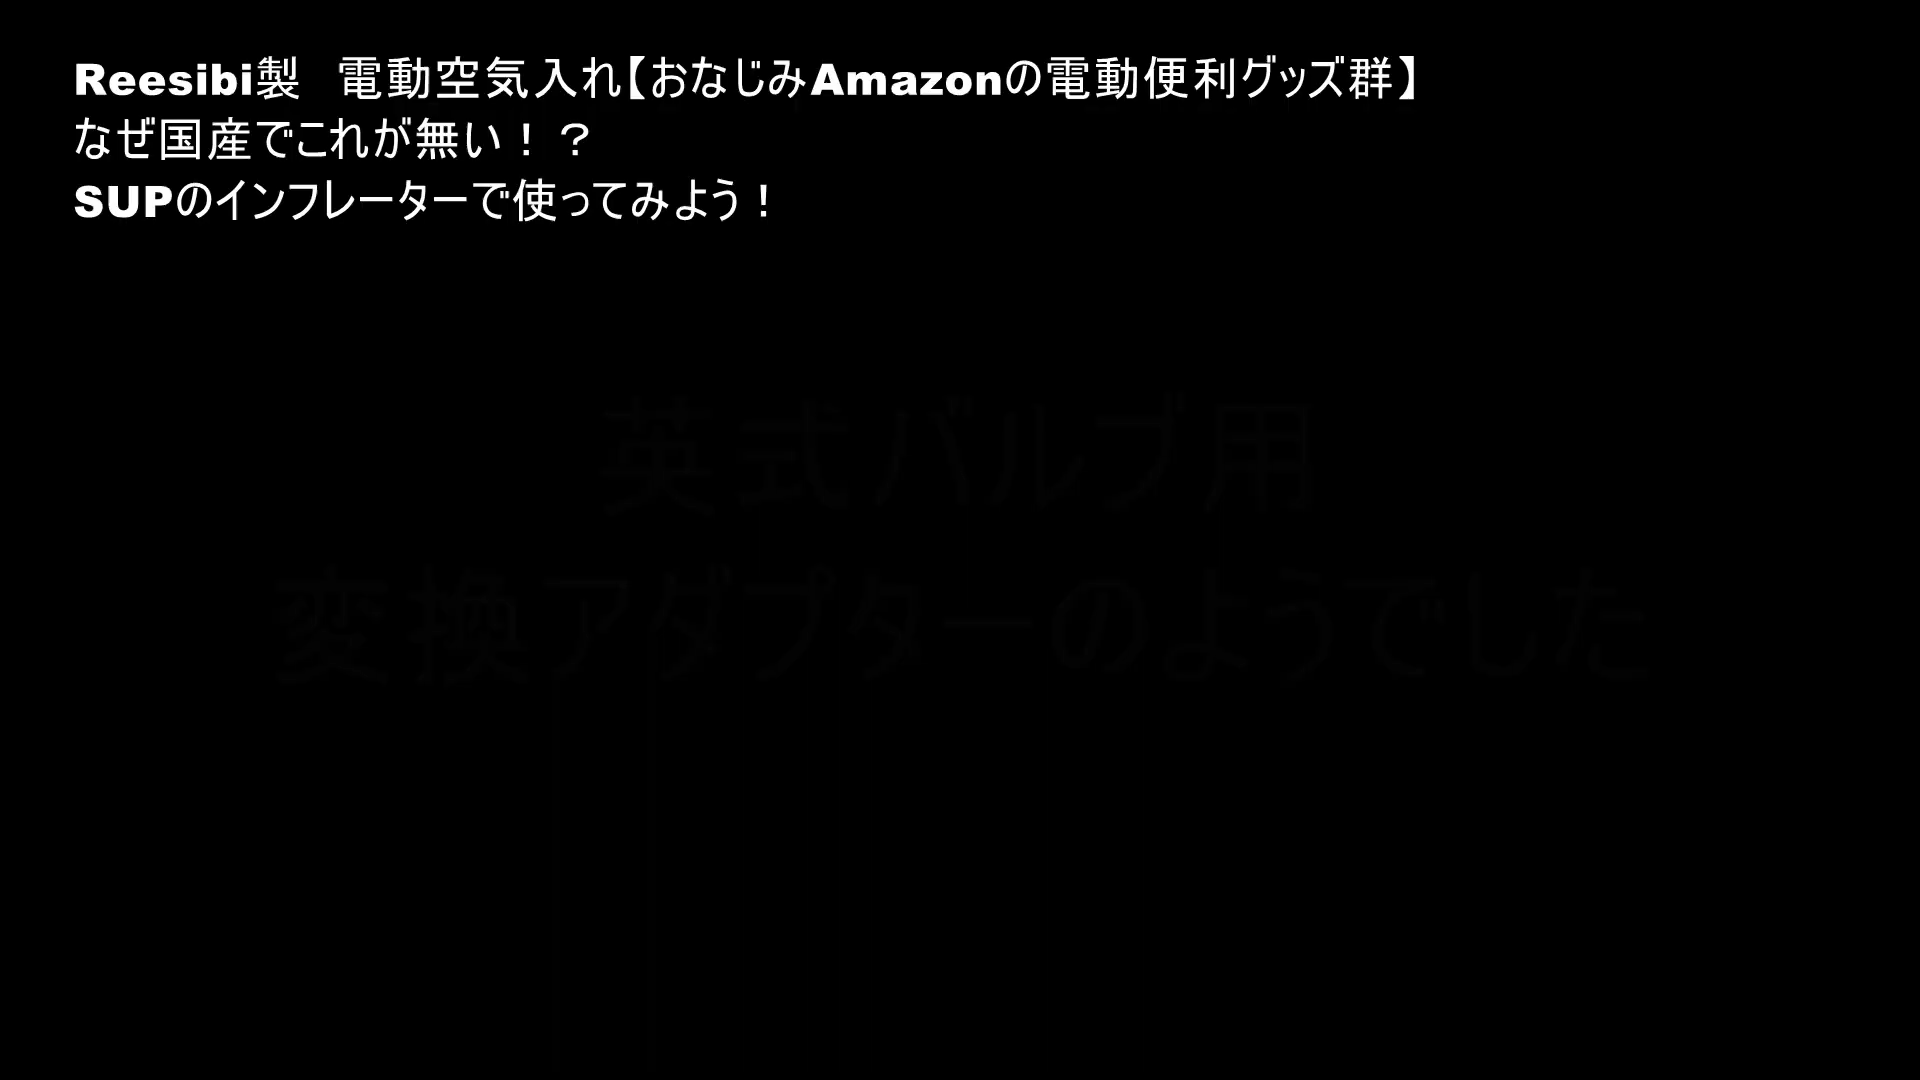 Reesibi製　電動空気入れ【おなじみAmazonの電動便利グッズ群】
なぜ国産でこれが無い！？
SUPのインフレーターで使ってみよう！
英式バルブ用
変換アダプターのようでした